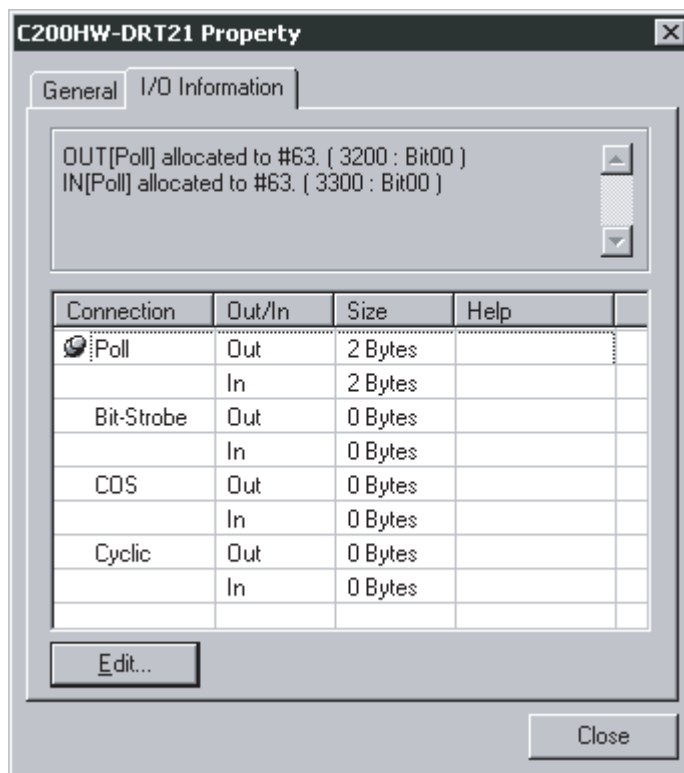 C200HW-DRT21 Property
General I/O Information
OUT[Poll] allocated to #63. ( 3200 : Bit00 )
IN[Poll] allocated to #63. ( 3300 : Bit00 )
Connection Out/In Size Help
Poll Out 2 Bytes
In 2 Bytes
Bit-Strobe Out 0 Bytes
In 0 Bytes
COS Out 0 Bytes
In 0 Bytes
Cyclic Out 0 Bytes
In 0 Bytes
Edit...
Close